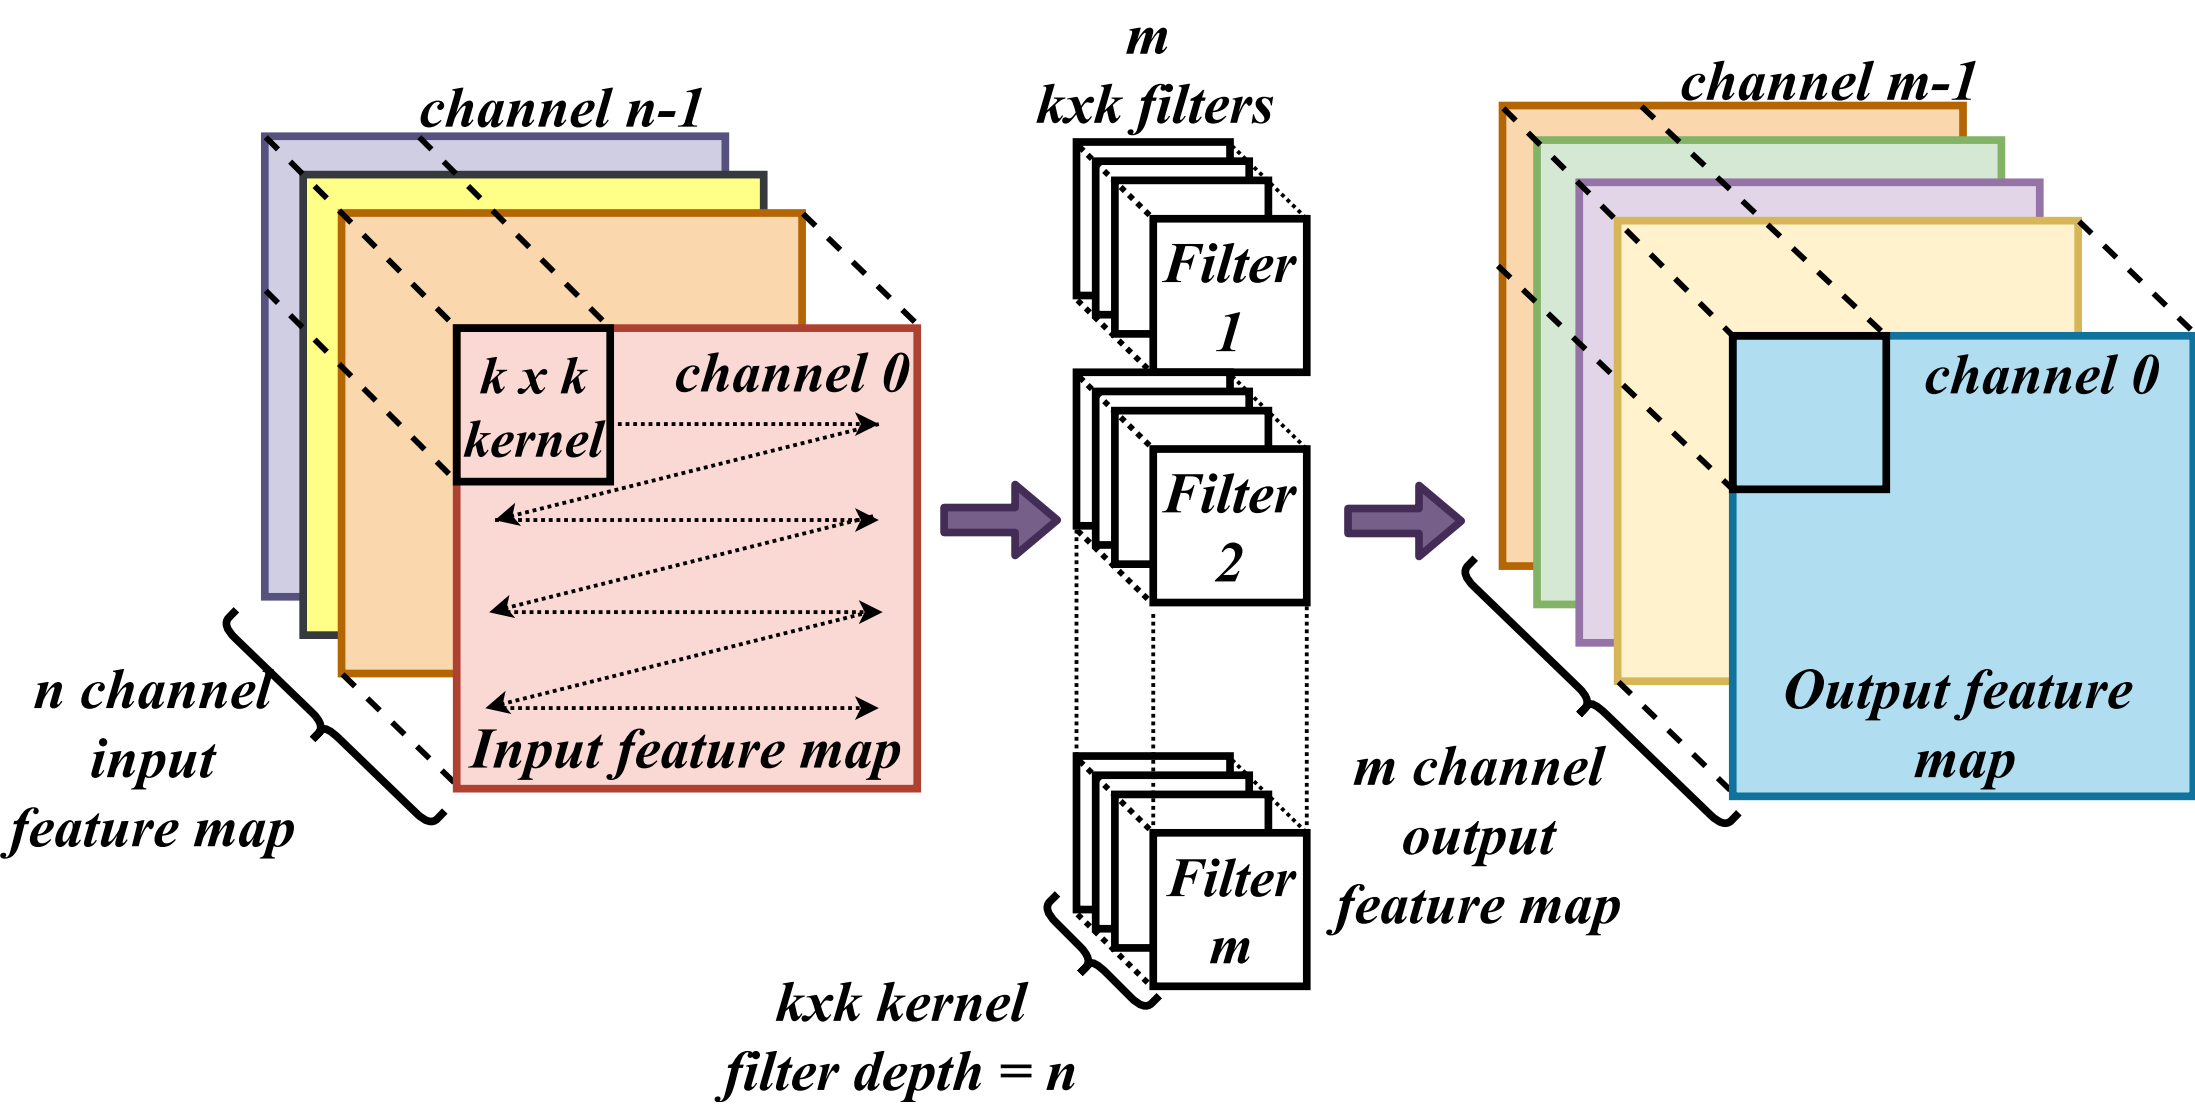 m
kxk filters
channel n-1
channel m-1
k x k
kernel
channel 0
Input feature map
n channel
input
feature map
Filter
1
Filter
2
Filter
m
kxk kernel
filter depth = n
channel 0
Output feature
map
m channel
output
feature map